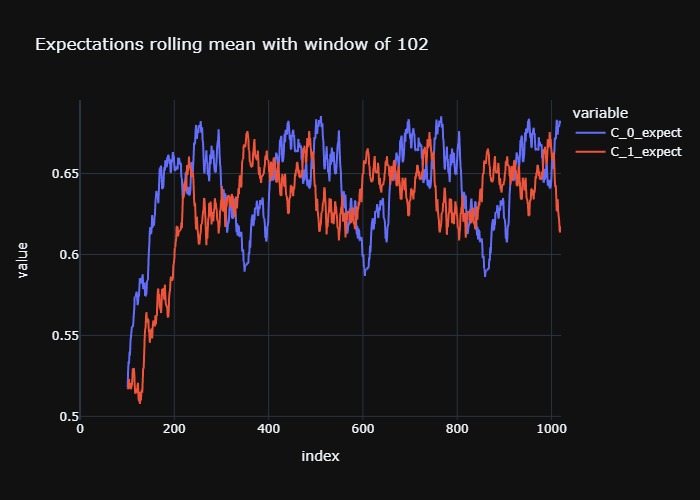 Expectations rolling mean with window of 102
variable
C_0_expect
C_1_expect
0.65
0.6
0.55
0.5
value
0
200
400
600
800
1000
index